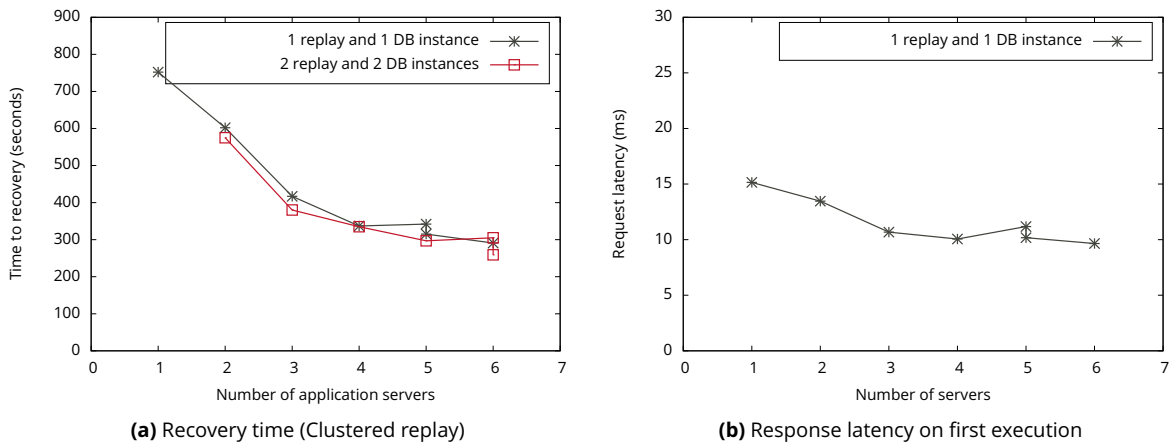 900
800
700
600
500
400
300
200
100
0
Time to recovery (seconds)
1 replay and 1 DB instance
2 replay and 2 DB instances
0 1 2 3 4 5 6 7
Number of application servers
(a) Recovery time (Clustered replay)
30
25
20
15
10
5
0
Request latency (ms)
1 replay and 1 DB instance
0 1 2 3 4 5 6 7
Number of servers
(b) Response latency on first execution